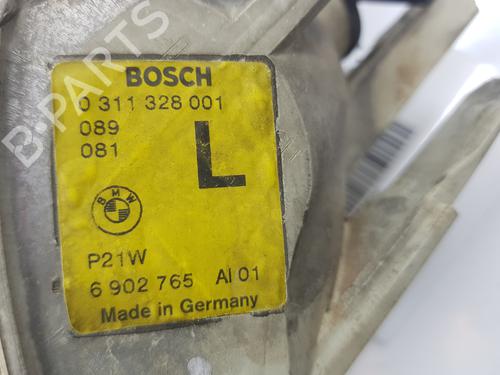 BOSCH
0 311 328 001
089
081
L
BMW
P21W
6 902 765 AI 01
Made in Germany
B-PARTS